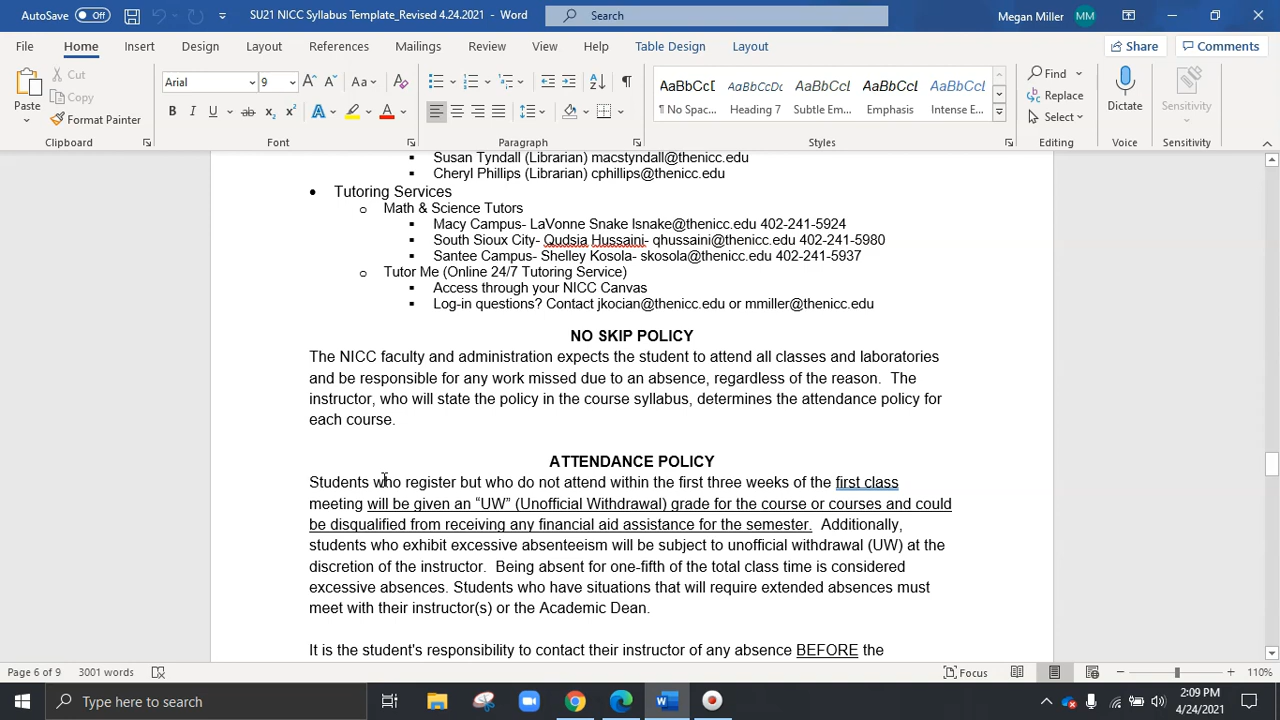 AutoSave Off SU21 NICC Syllabus Template_Revised 4.24.2021 - Word Search Megan Miller MM
File Home Insert Design Layout References Mailings Review View Help Table Design Layout Share Comments
Paste Cut Copy Format Painter
Arial 9 Aa
B I U ab x₂ x² A A
AaBbCcD AaBbCcDc AaBbCcDd AaBbCcDd AaBbCcDd
¶ No Spac... Heading 7 Subtle Em... Emphasis Intense E...
Find Replace Select
Dictate Sensitivity
Clipboard Font Paragraph Styles Editing Voice Sensitivity
▪ Susan Tyndall (Librarian) macstyndall@thenicc.edu
▪ Cheryl Phillips (Librarian) cphillips@thenicc.edu
• Tutoring Services
o Math & Science Tutors
▪ Macy Campus- LaVonne Snake lsnake@thenicc.edu 402-241-5924
▪ South Sioux City- Qudsia Hussaini- qhussaini@thenicc.edu 402-241-5980
▪ Santee Campus- Shelley Kosola- skosola@thenicc.edu 402-241-5937
o Tutor Me (Online 24/7 Tutoring Service)
▪ Access through your NICC Canvas
▪ Log-in questions? Contact jkocian@thenicc.edu or mmiller@thenicc.edu
NO SKIP POLICY
The NICC faculty and administration expects the student to attend all classes and laboratories
and be responsible for any work missed due to an absence, regardless of the reason. The
instructor, who will state the policy in the course syllabus, determines the attendance policy for
each course.
ATTENDANCE POLICY
Students who register but who do not attend within the first three weeks of the first class
meeting will be given an “UW” (Unofficial Withdrawal) grade for the course or courses and could
be disqualified from receiving any financial aid assistance for the semester. Additionally,
students who exhibit excessive absenteeism will be subject to unofficial withdrawal (UW) at the
discretion of the instructor. Being absent for one-fifth of the total class time is considered
excessive absences. Students who have situations that will require extended absences must
meet with their instructor(s) or the Academic Dean.
It is the student's responsibility to contact their instructor of any absence BEFORE the
Page 6 of 9 3001 words Focus 110%
Type here to search 2:09 PM
4/24/2021